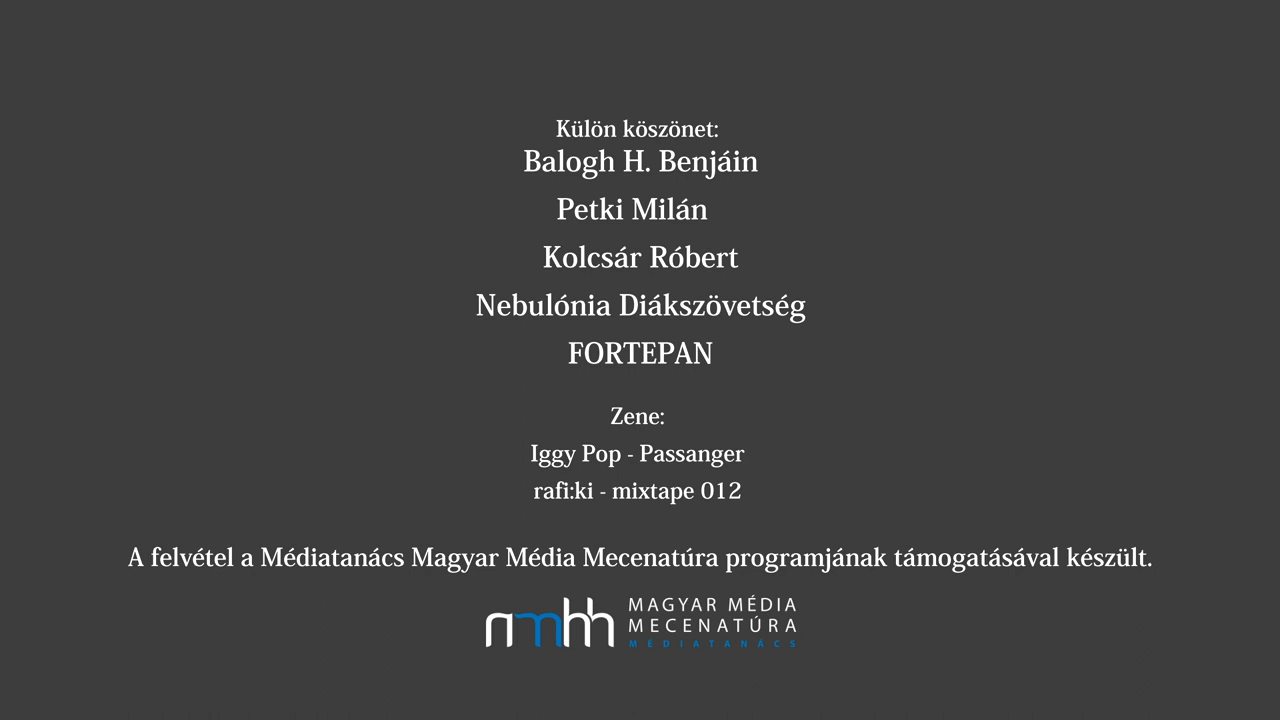 Külön köszönet:
Balogh H. Benjáin
Petki Milán
Kolcsár Róbert
Nebulónia Diákszövetség
FORTEPAN
Zene:
Iggy Pop - Passanger
rafi:ki - mixtape 012
A felvétel a Médiatanács Magyar Média Mecenatúra programjának támogatásával készült.
nmhh
MAGYAR MÉDIA
MECENATÚRA
MÉDIATANÁCS